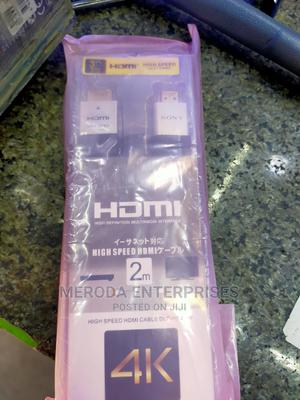 HDMI HIGH SPEED
HDMI
SONY
HDMI
HIGH DEFINITION MULTIMEDIA INTERFACE
イーサネット対応
HIGH SPEED HDMIケーブル
2m
MERODA ENTERPRISES
POSTED ON JIJI
HIGH SPEED HDMI CABLE
4K